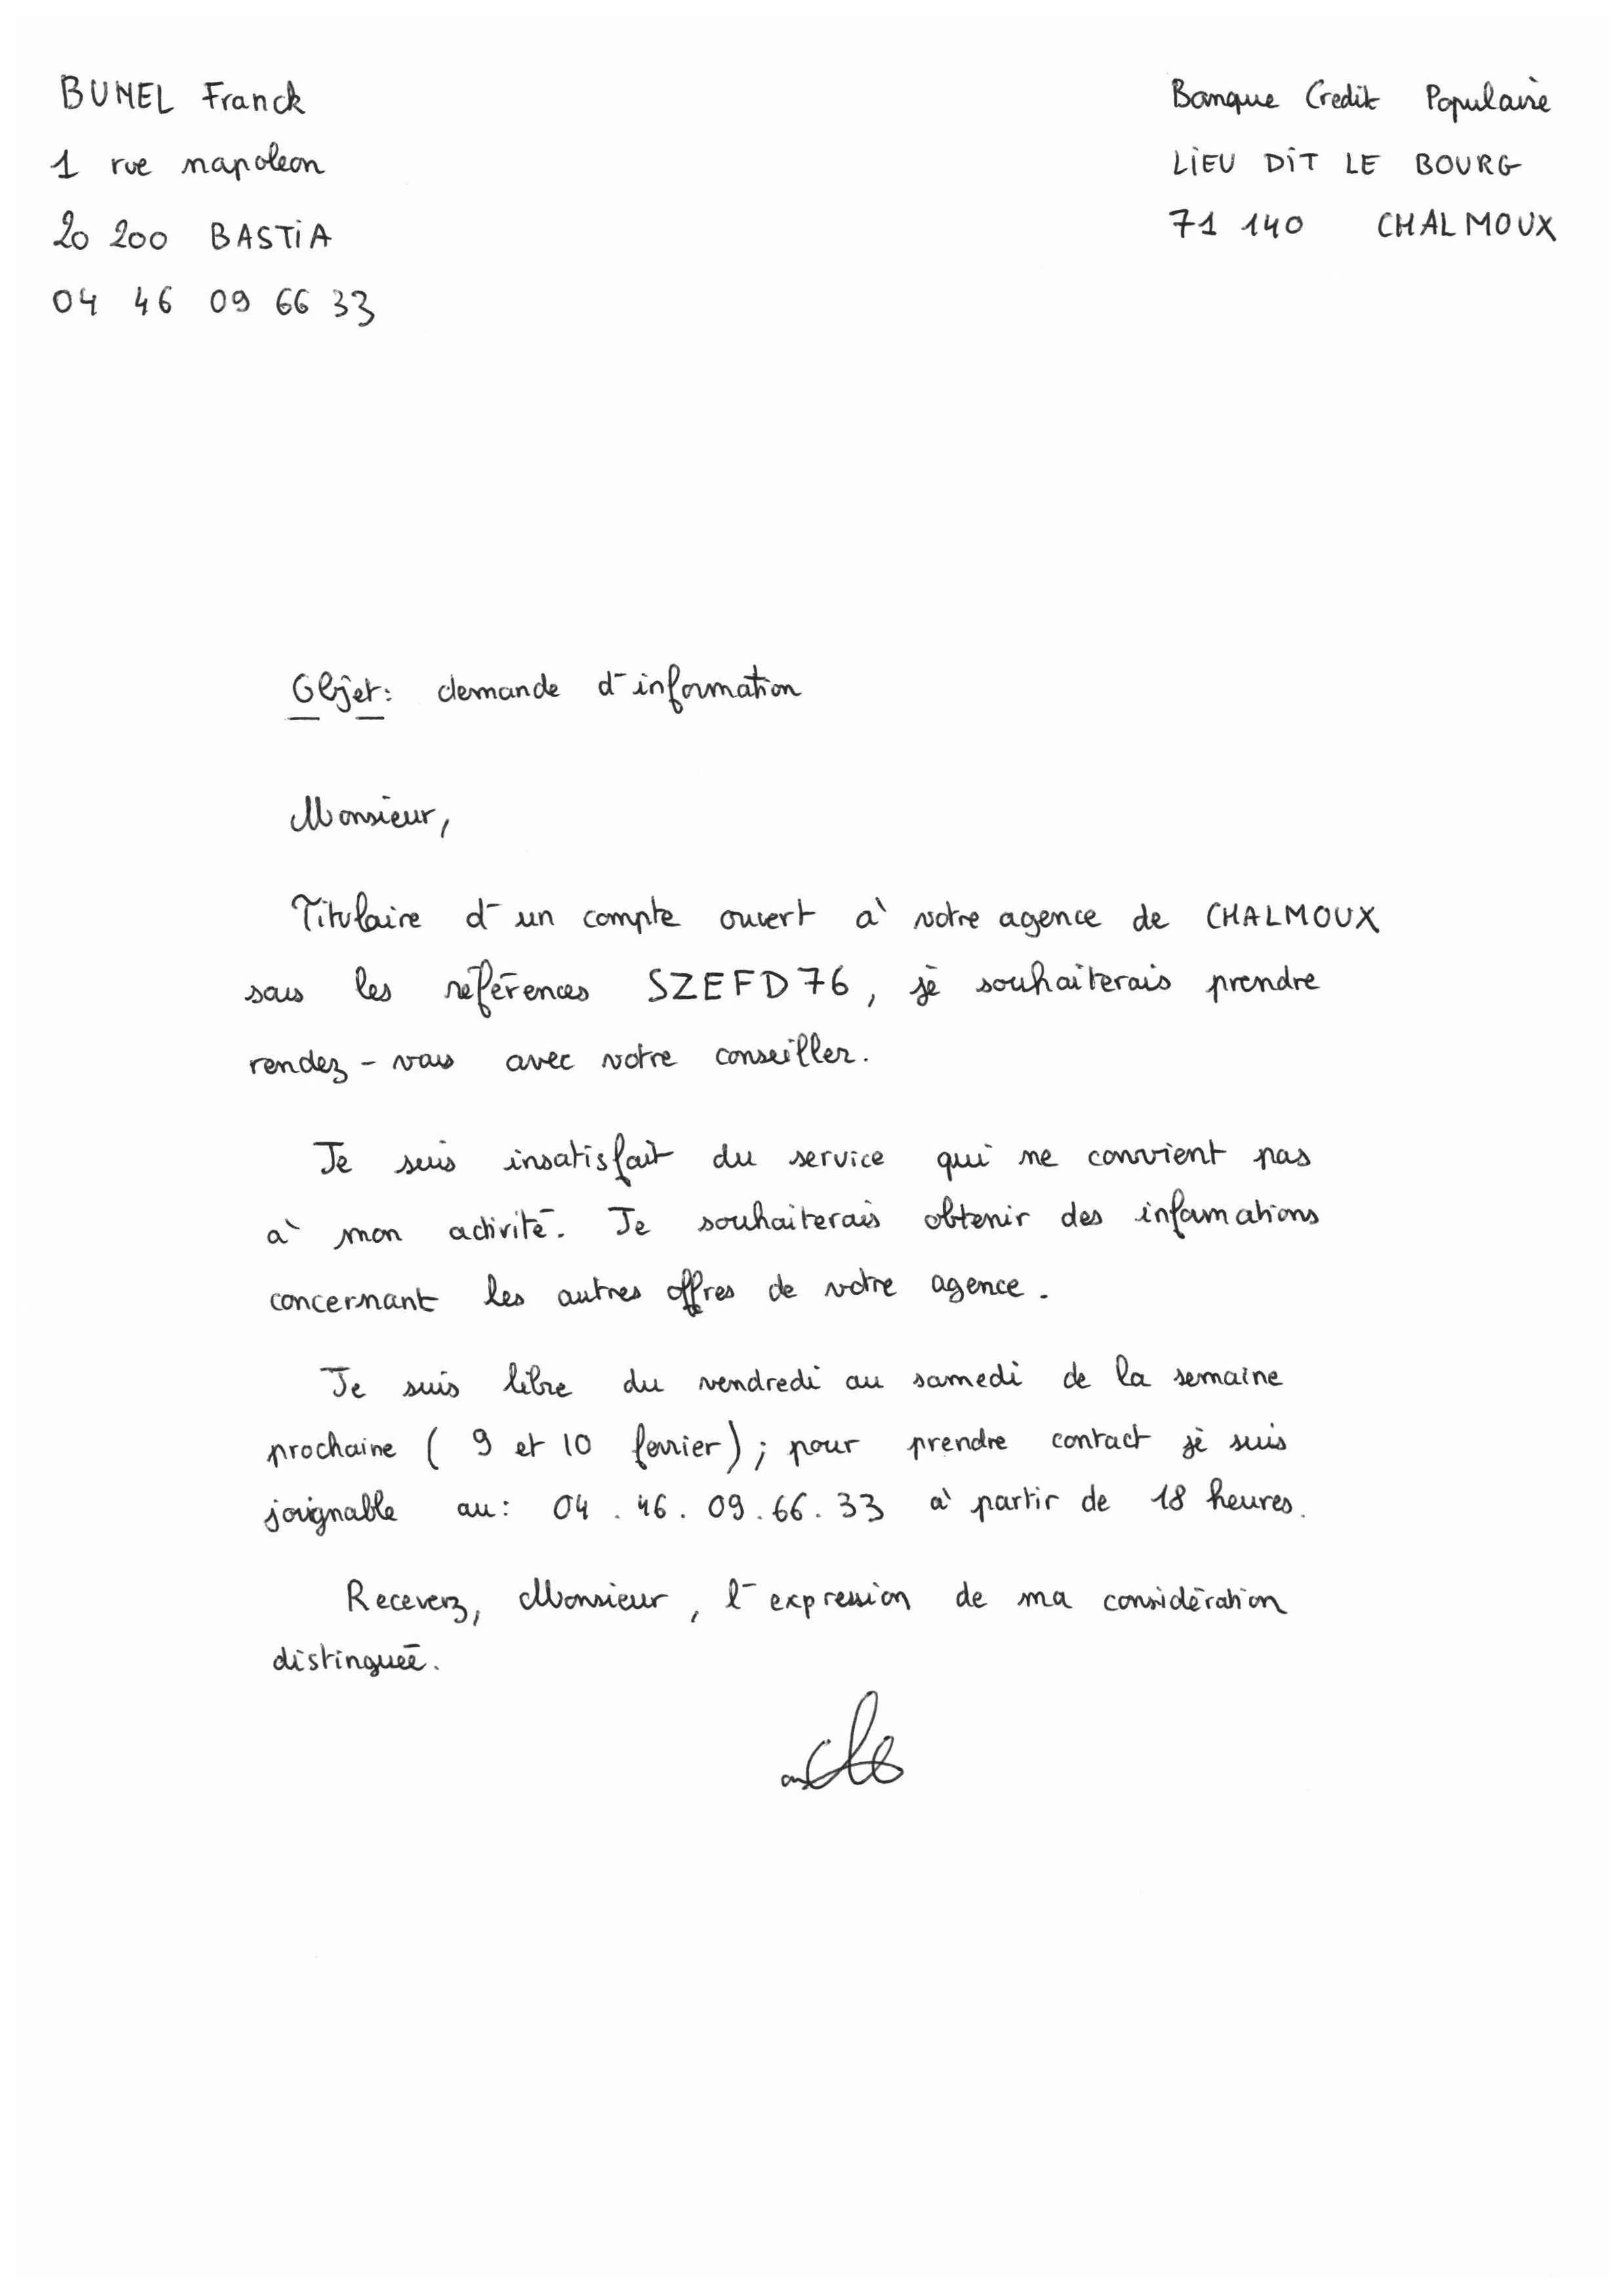 BUNEL Franck
1 rue napoleon
20 200 BASTIA
04 46 09 66 33
Banque Credit Populaire
LIEU DIT LE BOURG
71 140 CHALMOUX
Objet: demande d'information
Monsieur,
Titulaire d'un compte ouvert à votre agence de CHALMOUX
sous les références SZEFD76, je souhaiterais prendre
rendez-vous avec votre conseiller.
Je suis insatisfait du service qui ne convient pas
à mon activité. Je souhaiterais obtenir des informations
concernant les autres offres de votre agence.
Je suis libre du vendredi au samedi de la semaine
prochaine ( 9 et 10 fevrier); pour prendre contact je suis
joignable au: 04.46.09.66.33 à partir de 18 heures.
Recevez, Monsieur, l'expression de ma considération
distinguée.